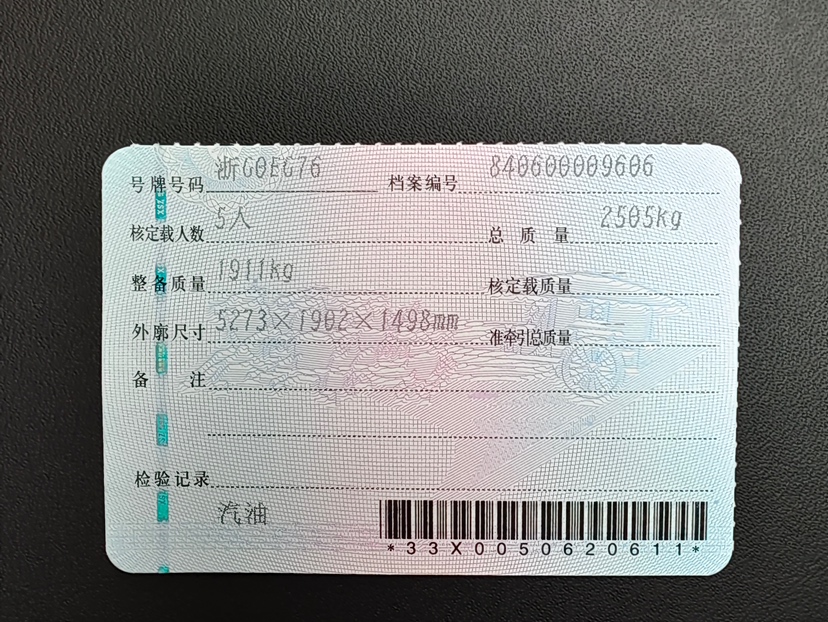 号牌号码 浙G0EG76 档案编号 840600009606
核定载人数 5人 总质量 2505kg
整备质量 1911kg 核定载质量 --
外廓尺寸 5273×1902×1498mm 准牵引总质量 --
备注
检验记录
汽油
*33X0050620611*